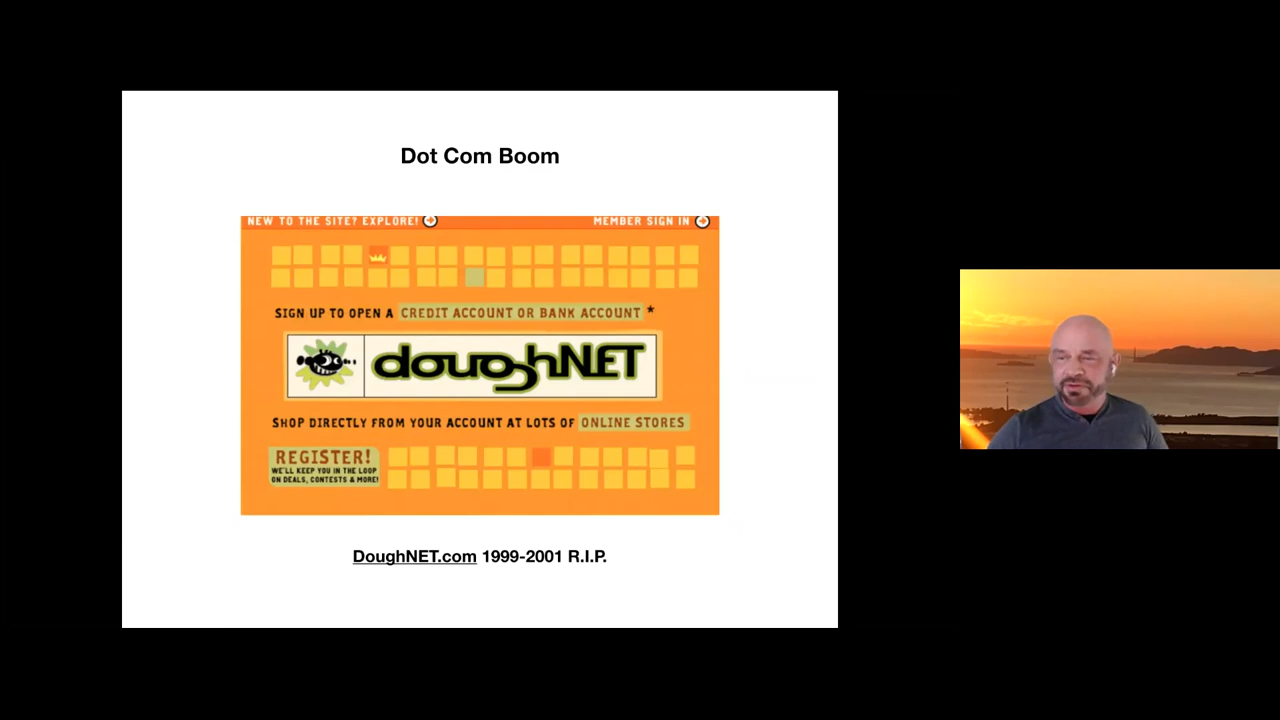 Dot Com Boom
NEW TO THE SITE? EXPLORE!
MEMBER SIGN IN
SIGN UP TO OPEN A CREDIT ACCOUNT OR BANK ACCOUNT *
doughNET
SHOP DIRECTLY FROM YOUR ACCOUNT AT LOTS OF ONLINE STORES
REGISTER!
WE'LL KEEP YOU IN THE LOOP
ON DEALS, CONTESTS & MORE!
DoughNET.com 1999-2001 R.I.P.